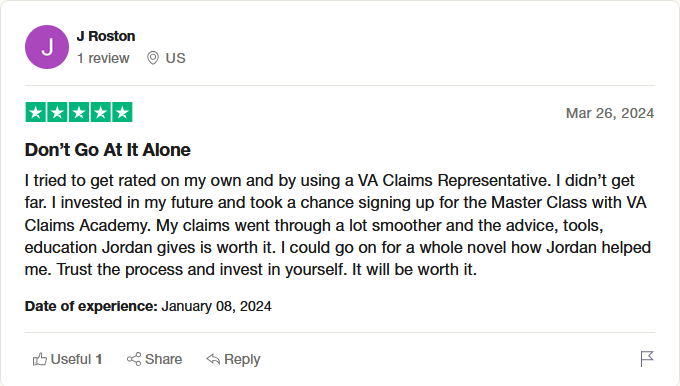 J
J Roston
1 review US
Mar 26, 2024
Don’t Go At It Alone
I tried to get rated on my own and by using a VA Claims Representative. I didn’t get
far. I invested in my future and took a chance signing up for the Master Class with VA
Claims Academy. My claims went through a lot smoother and the advice, tools,
education Jordan gives is worth it. I could go on for a whole novel how Jordan helped
me. Trust the process and invest in yourself. It will be worth it.
Date of experience: January 08, 2024
Useful 1 Share Reply